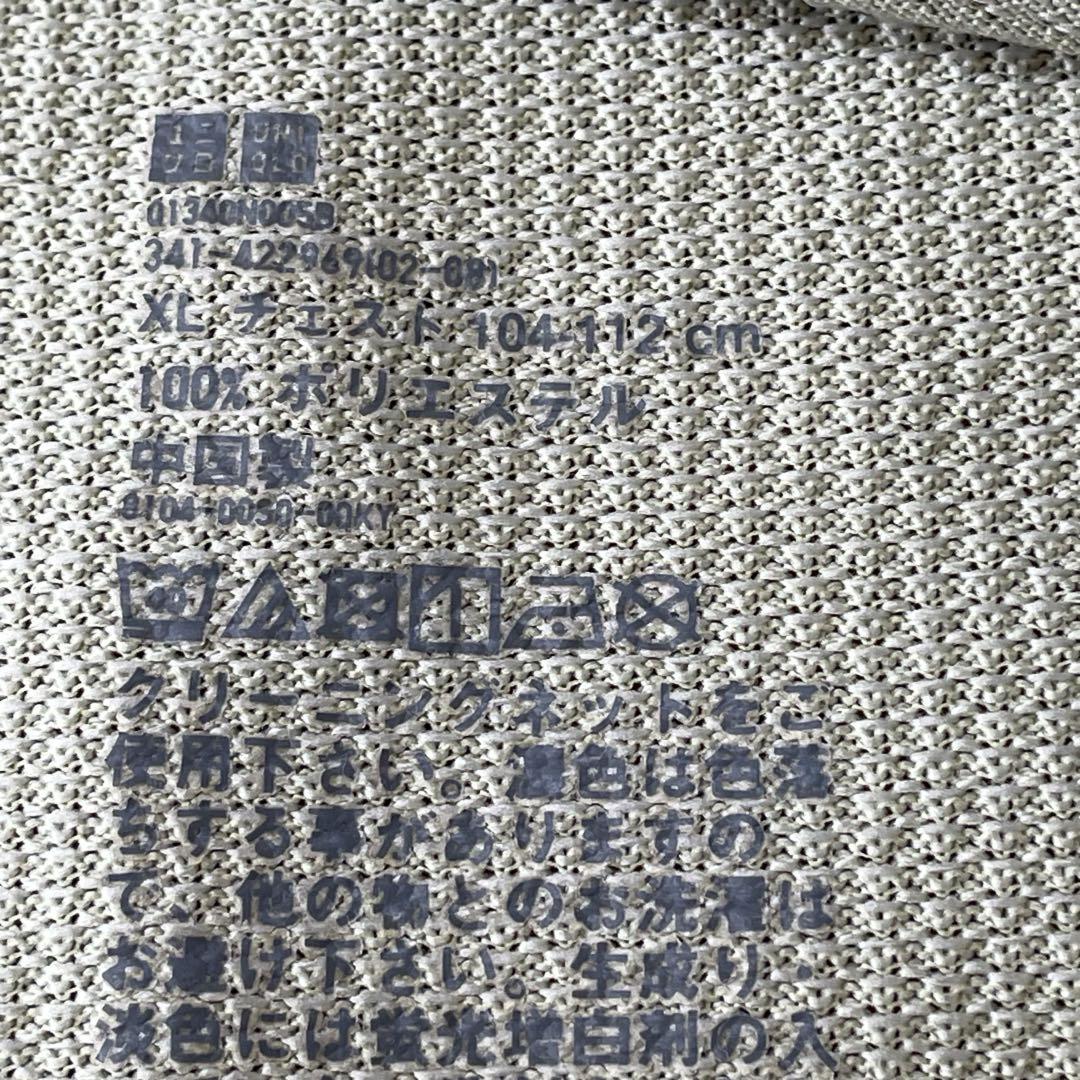 ユニクロ UNIQLO
341-422969(02-08)
XL チェスト 104-112 cm
100% ポリエステル
中国製
クリーニングネットをご
使用下さい。濃色は色落
ちする事がありますの
で、他の物とのお洗濯は
お避け下さい。生成り・
淡色には蛍光増白剤の入